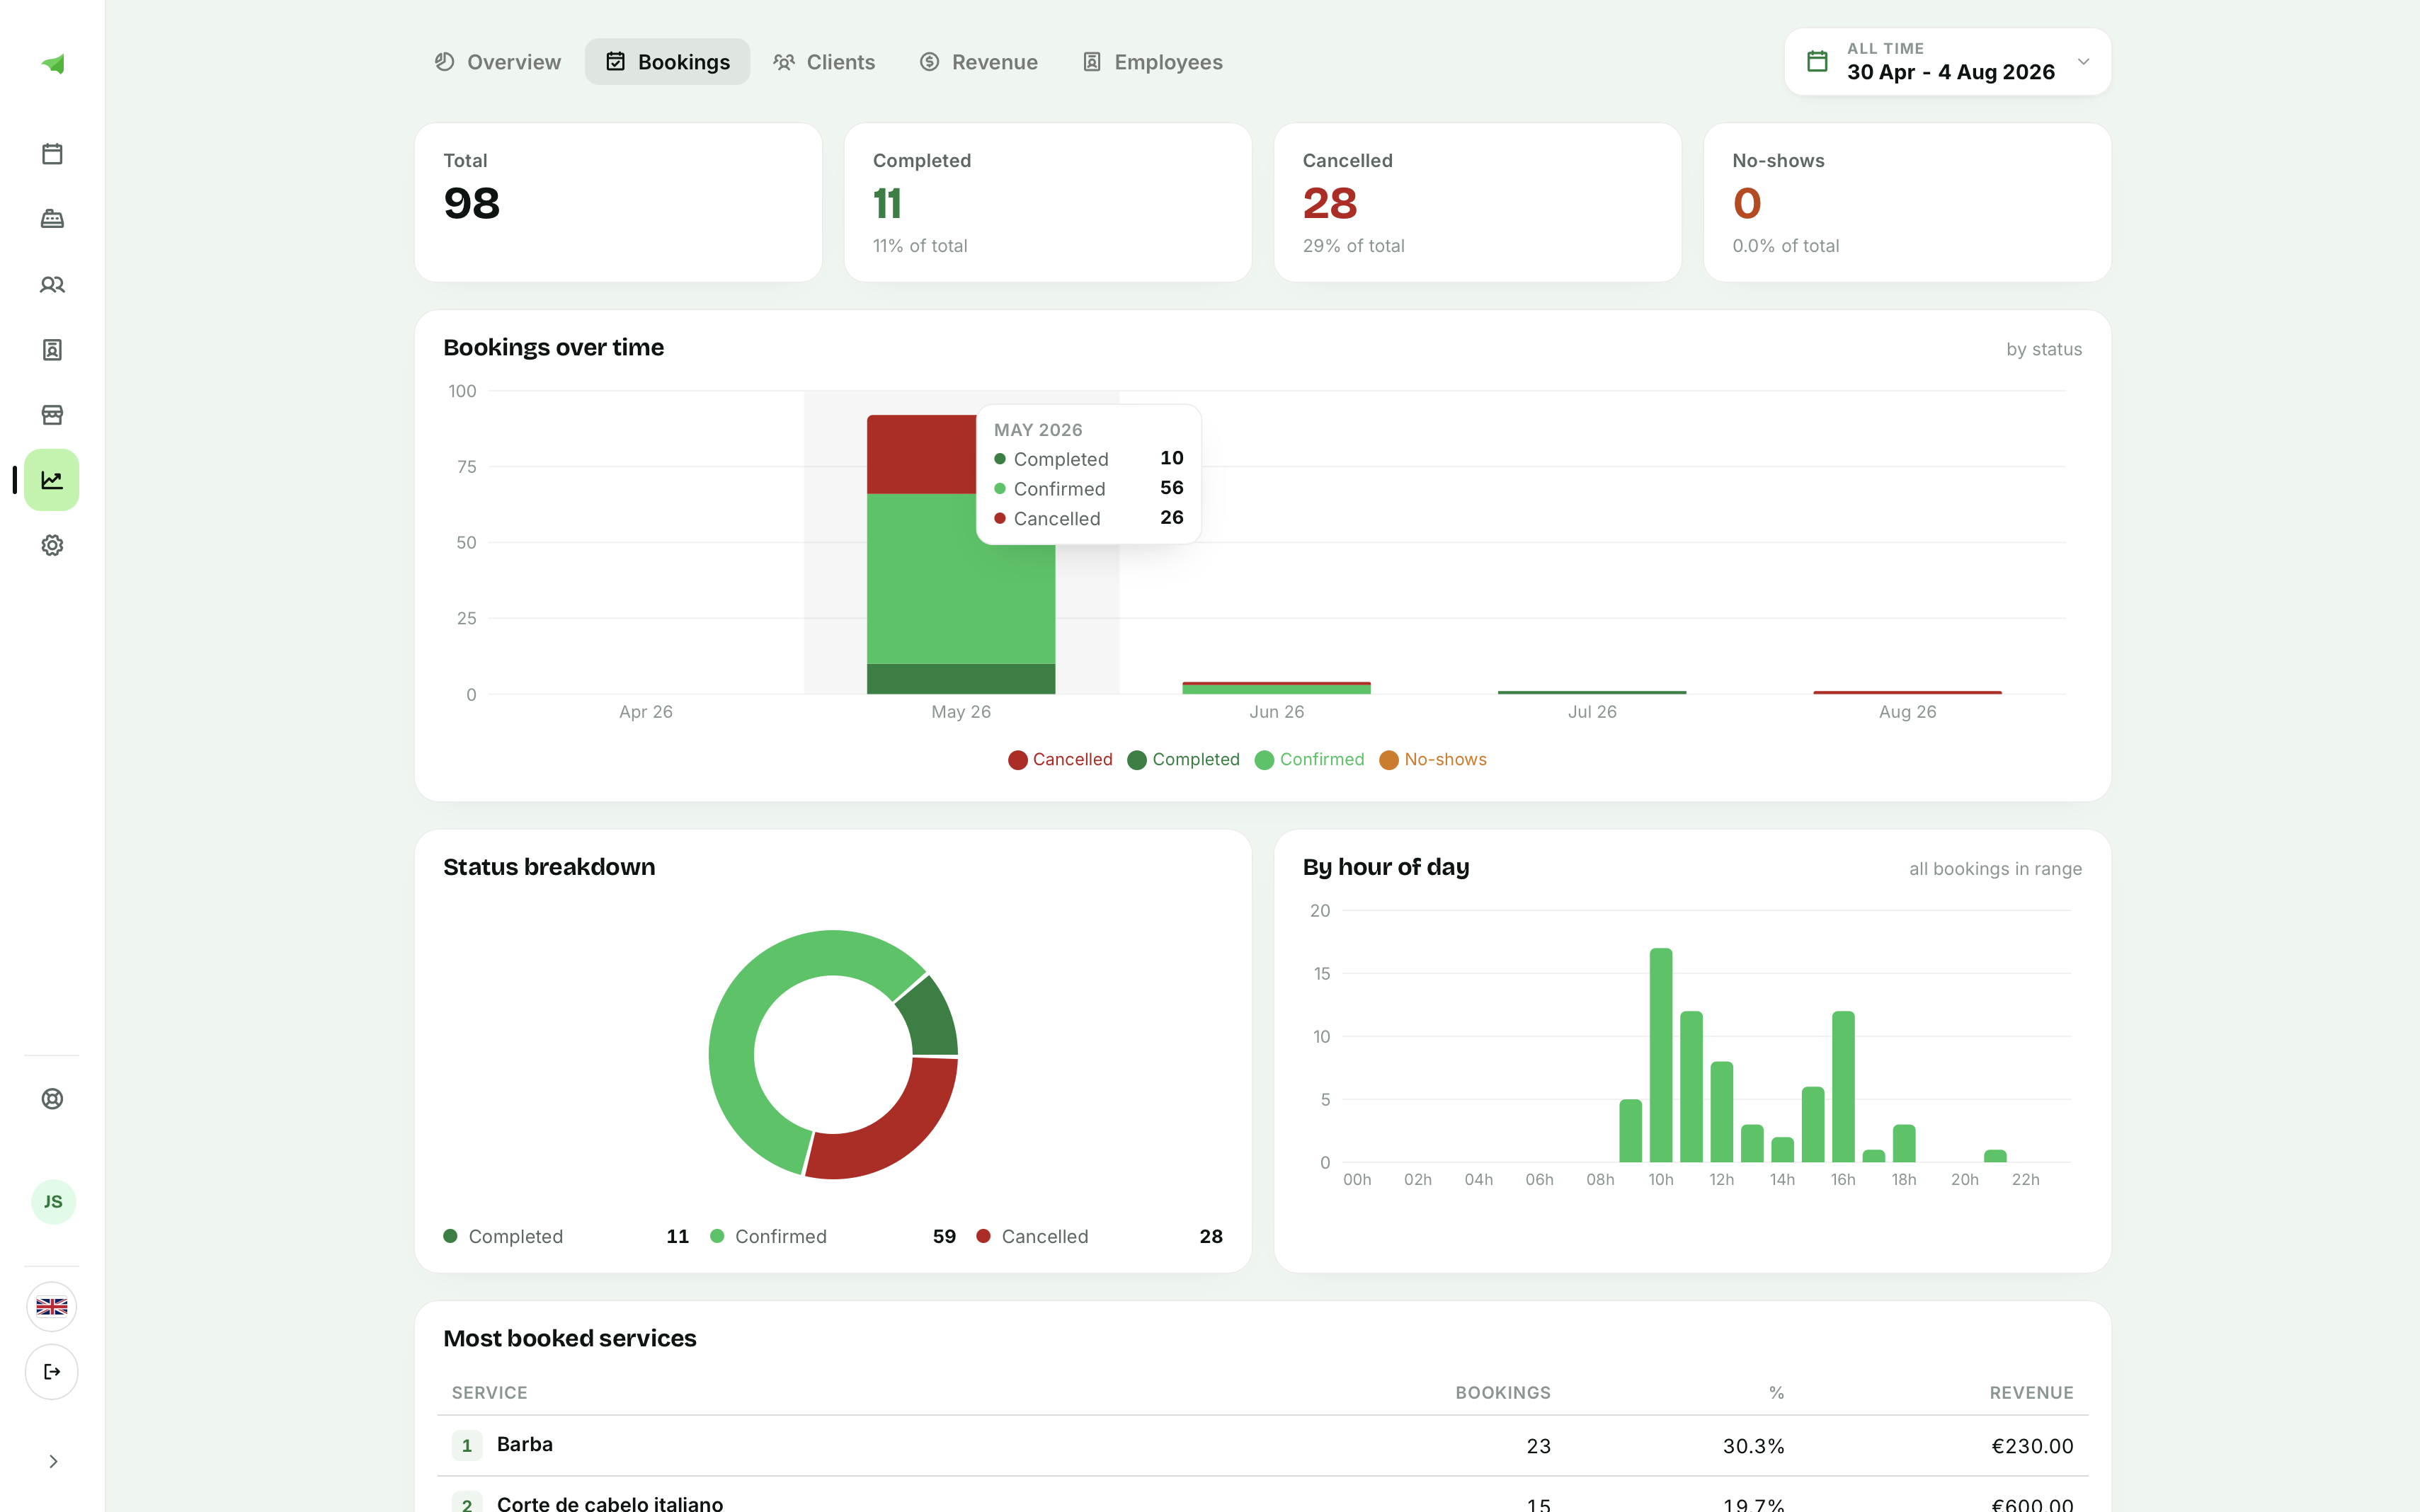 Overview
Bookings
Clients
Revenue
Employees
ALL TIME
30 Apr - 4 Aug 2026
Total
98
Completed
11
11% of total
Cancelled
28
29% of total
No-shows
0
0.0% of total
Bookings over time
by status
100
75
50
25
0
MAY 2026
Completed 10
Confirmed 56
Cancelled 26
Apr 26
May 26
Jun 26
Jul 26
Aug 26
Cancelled
Completed
Confirmed
No-shows
Status breakdown
Completed 11
Confirmed 59
Cancelled 28
By hour of day
all bookings in range
20
15
10
5
0
00h
02h
04h
06h
08h
10h
12h
14h
16h
18h
20h
22h
JS
Most booked services
SERVICE BOOKINGS % REVENUE
1 Barba 23 30.3% €230.00
2 Corte de cabelo italiano 15 19.7% €600.00